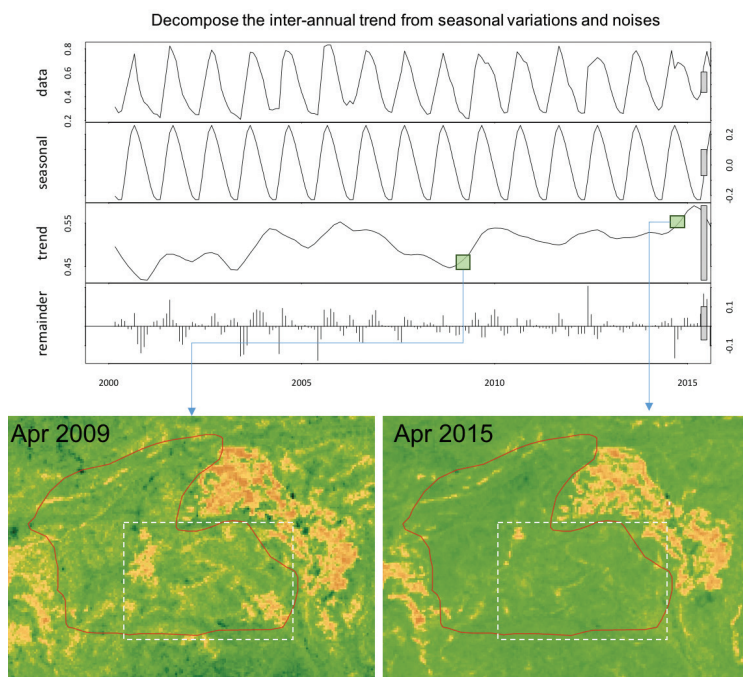 Decompose the inter-annual trend from seasonal variations and noises
0.8
0.6
0.4
0.2
data
seasonal
0.2
0.0
-0.2
0.55
0.45
trend
remainder
0.1
-0.1
2000 2005 2010 2015
Apr 2009 Apr 2015